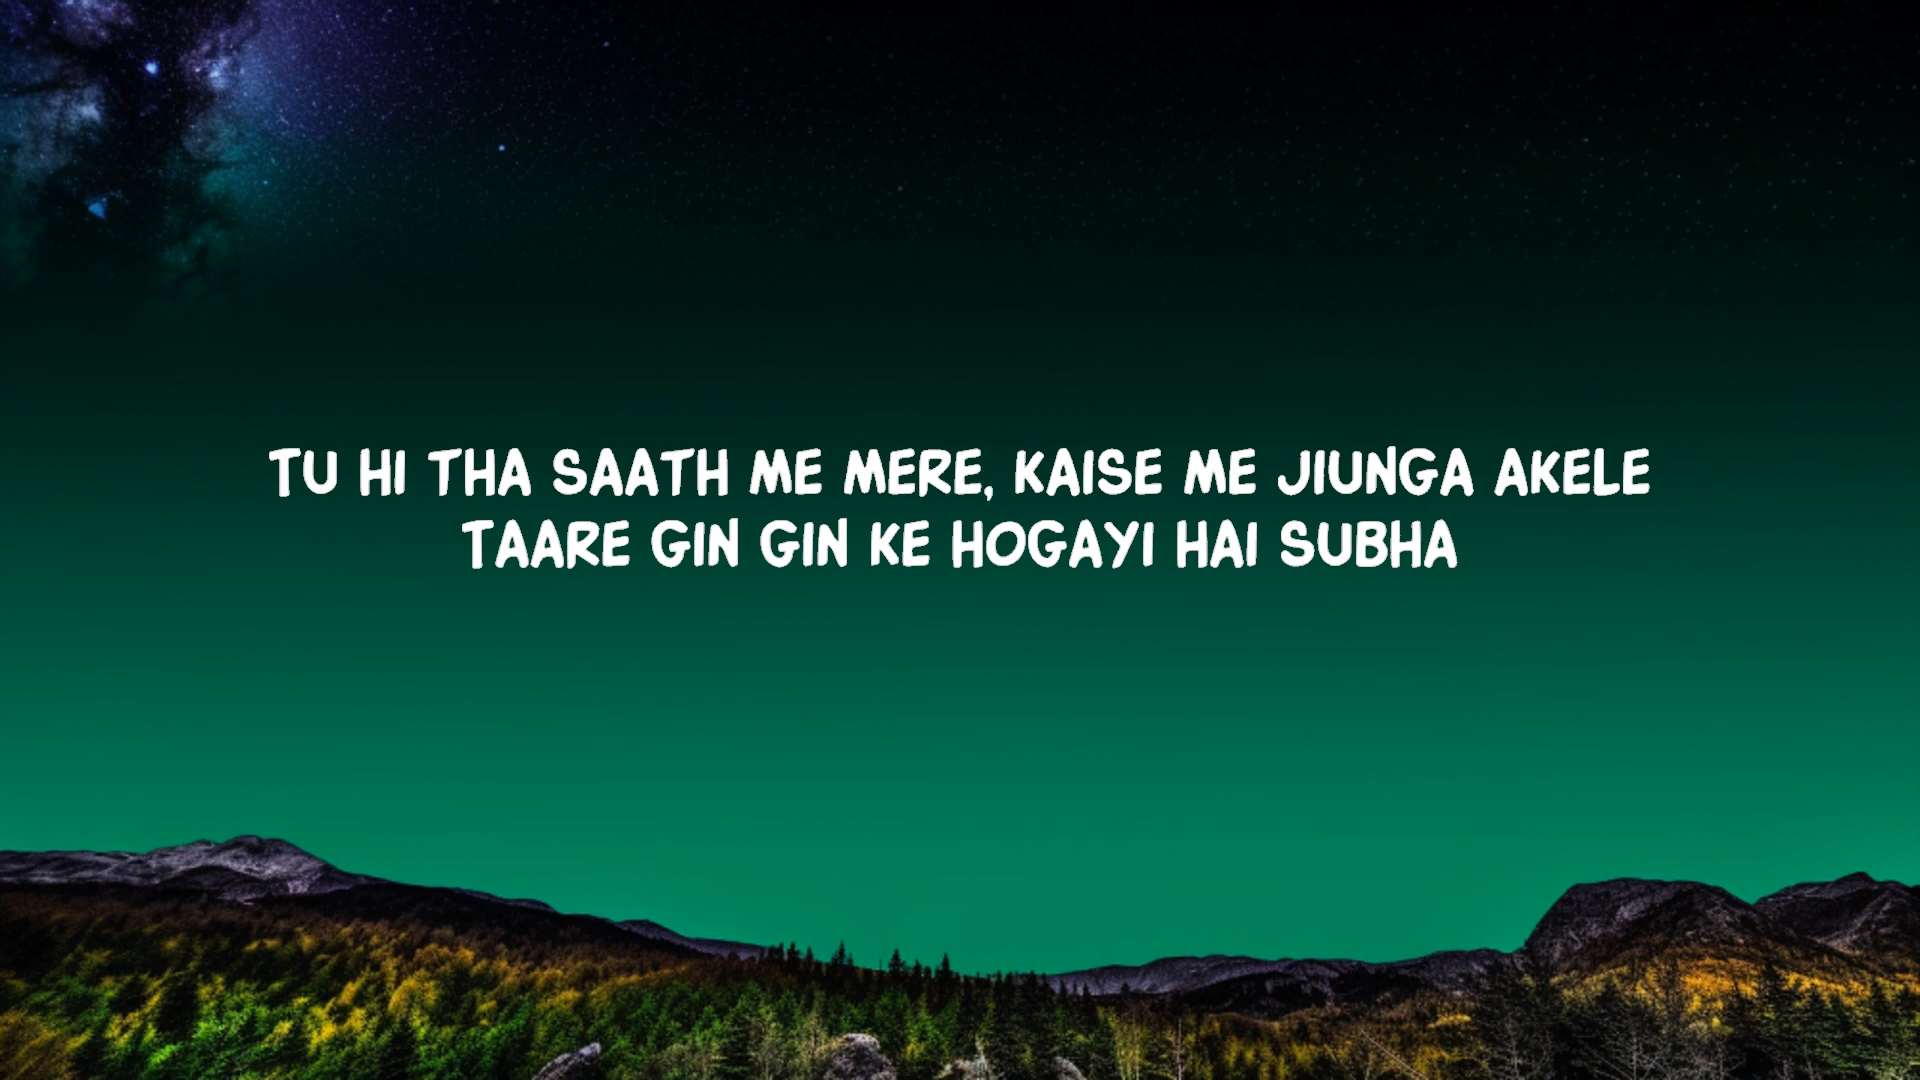 TU HI THA SAATH ME MERE, KAISE ME JIUNGA AKELE
TAARE GIN GIN KE HOGAYI HAI SUBHA